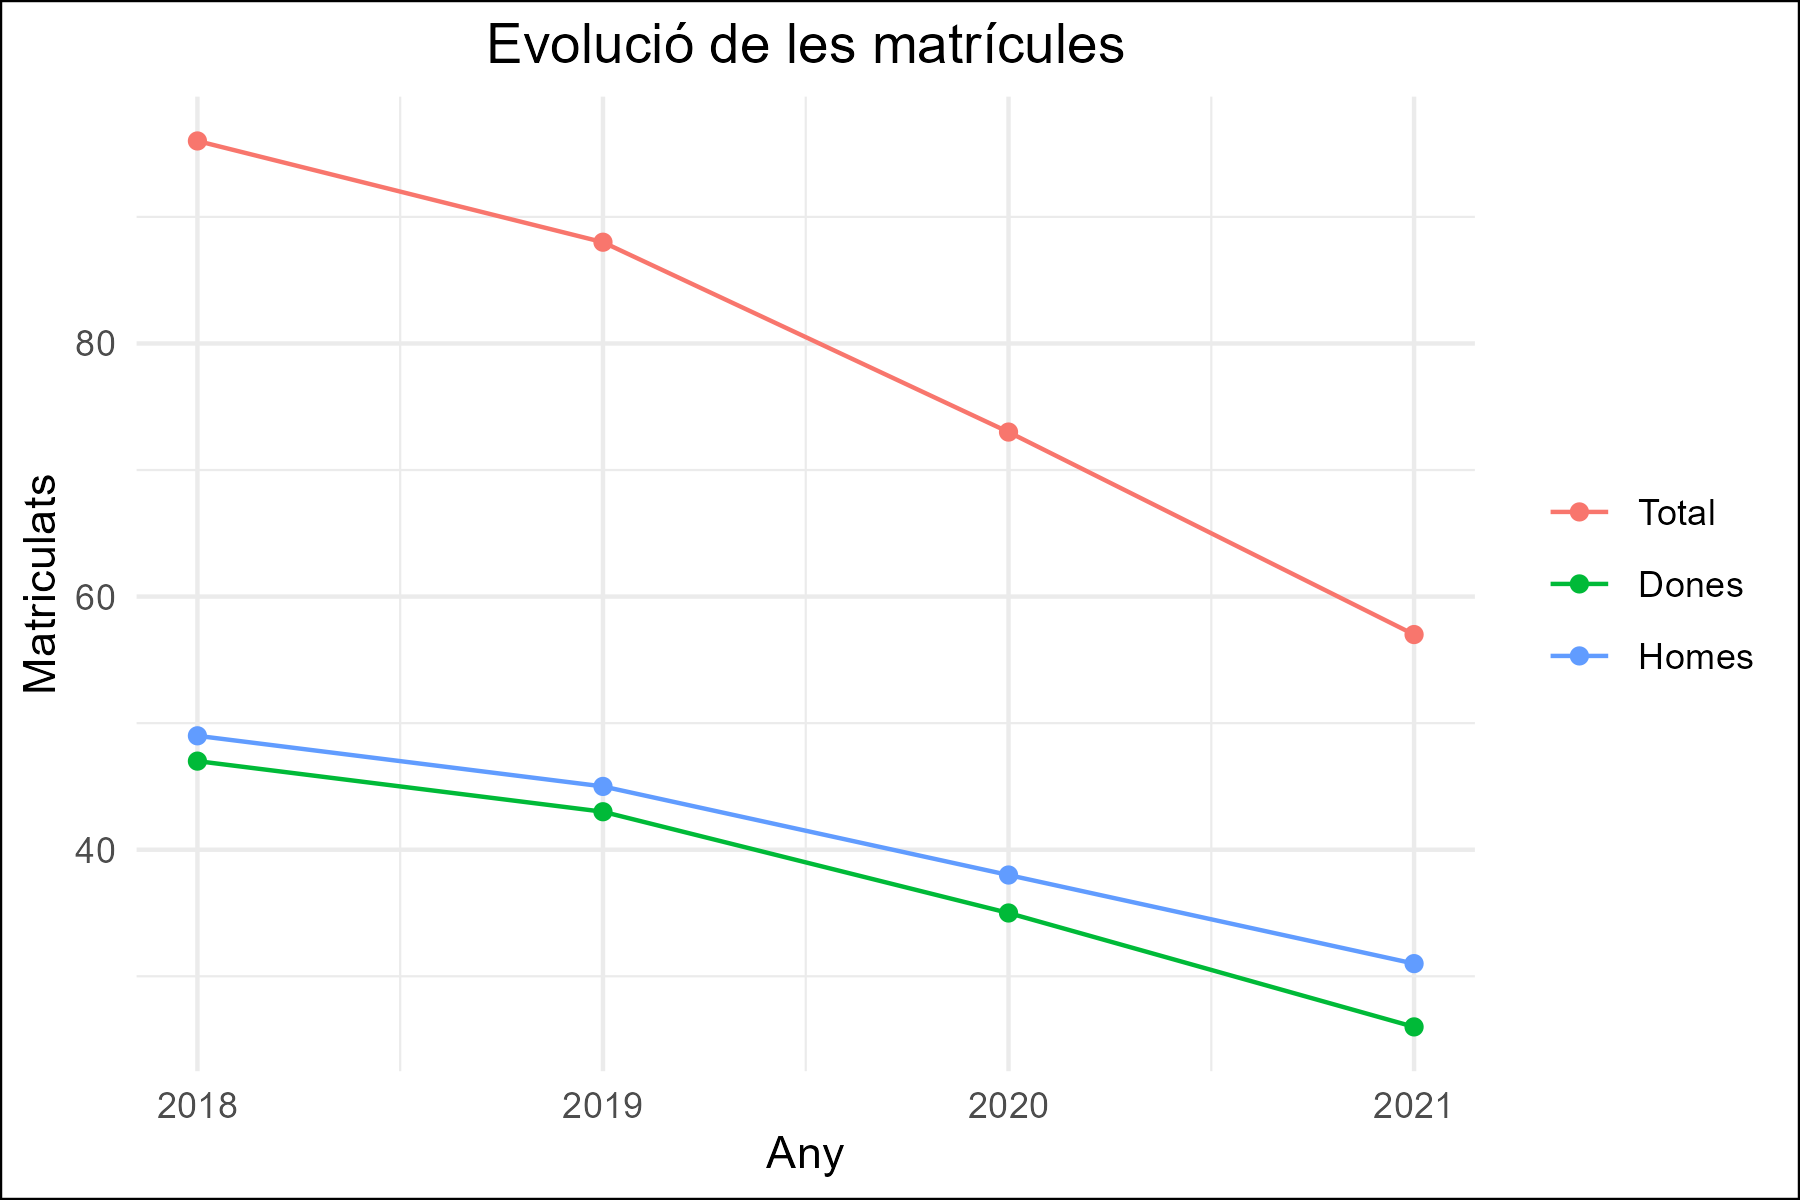 Evolució de les matrícules
Matriculats
80
60
40
2018
2019
2020
2021
Any
Total
Dones
Homes